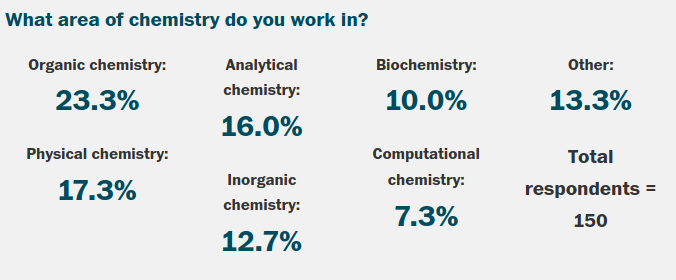 What area of chemistry do you work in?
Organic chemistry:
23.3%
Physical chemistry:
17.3%
Analytical
chemistry:
16.0%
Inorganic
chemistry:
12.7%
Biochemistry:
10.0%
Computational
chemistry:
7.3%
Other:
13.3%
Total
respondents =
150